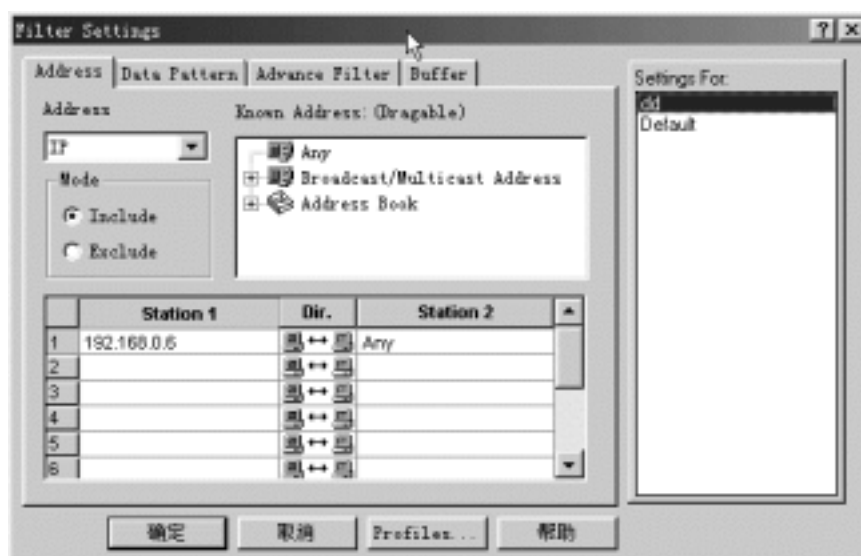 Filter Settings
Address Data Pattern Advance Filter Buffer
Address
Known Address: (Dragable)
IP
Any
Broadcast/Multicast Address
Address Book
Mode
Include
Exclude
Station 1 Dir. Station 2
1 192.168.0.6 Any
2
3
4
5
6
确定 取消 Profiles... 帮助
Settings For:
dd
Default